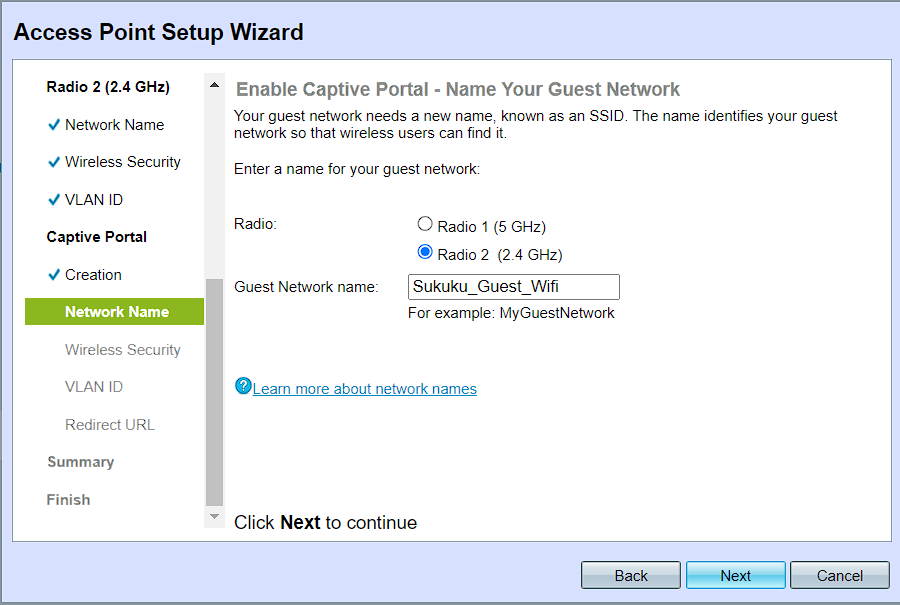 Access Point Setup Wizard
Radio 2 (2.4 GHz)
Network Name
Wireless Security
VLAN ID
Captive Portal
Creation
Network Name
Wireless Security
VLAN ID
Redirect URL
Summary
Finish
Enable Captive Portal - Name Your Guest Network
Your guest network needs a new name, known as an SSID. The name identifies your guest
network so that wireless users can find it.
Enter a name for your guest network:
Radio:
Radio 1 (5 GHz)
Radio 2 (2.4 GHz)
Guest Network name:
Sukuku_Guest_Wifi
For example: MyGuestNetwork
?
Learn more about network names
Click Next to continue
Back
Next
Cancel